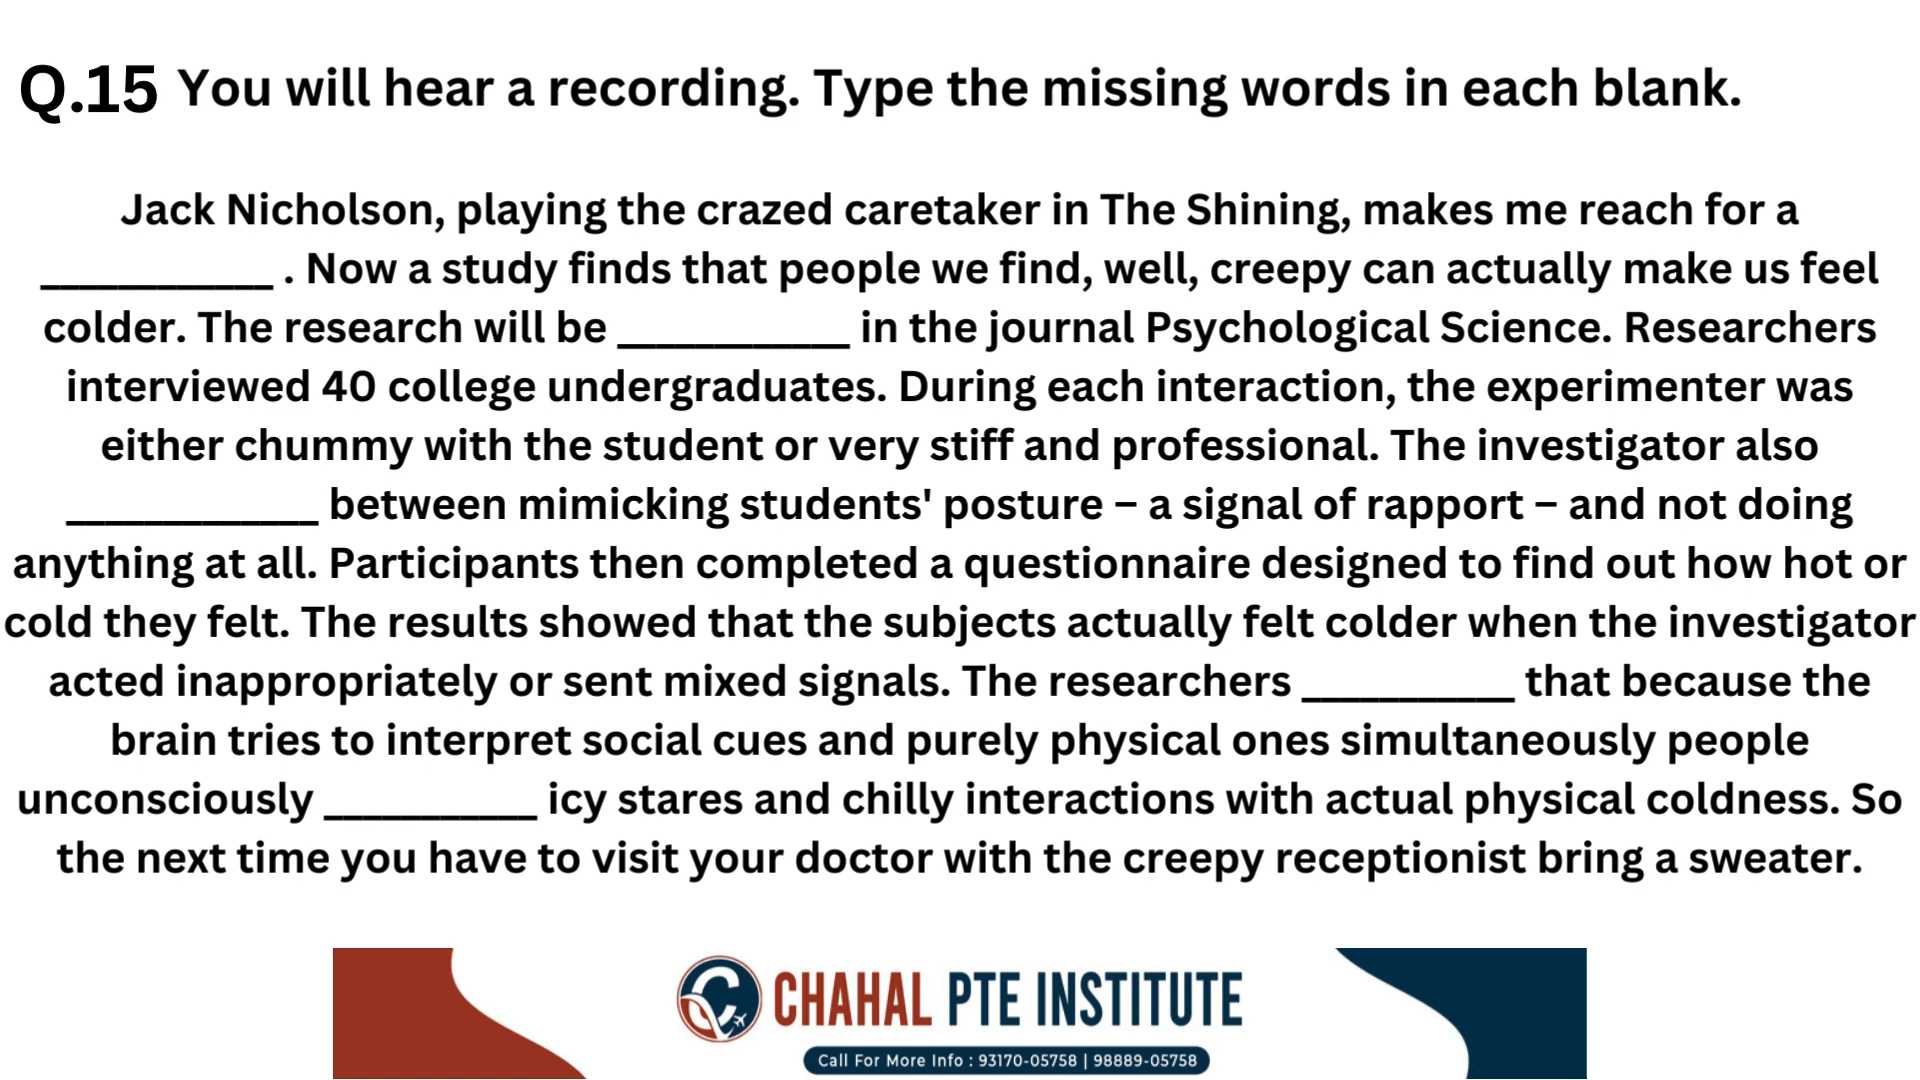 Q.15 You will hear a recording. Type the missing words in each blank.
Jack Nicholson, playing the crazed caretaker in The Shining, makes me reach for a
___________ . Now a study finds that people we find, well, creepy can actually make us feel
colder. The research will be ___________ in the journal Psychological Science. Researchers
interviewed 40 college undergraduates. During each interaction, the experimenter was
either chummy with the student or very stiff and professional. The investigator also
____________ between mimicking students' posture – a signal of rapport – and not doing
anything at all. Participants then completed a questionnaire designed to find out how hot or
cold they felt. The results showed that the subjects actually felt colder when the investigator
acted inappropriately or sent mixed signals. The researchers __________ that because the
brain tries to interpret social cues and purely physical ones simultaneously people
unconsciously __________ icy stares and chilly interactions with actual physical coldness. So
the next time you have to visit your doctor with the creepy receptionist bring a sweater.
CHAHAL PTE INSTITUTE
Call For More Info : 93170-05758 | 98889-05758